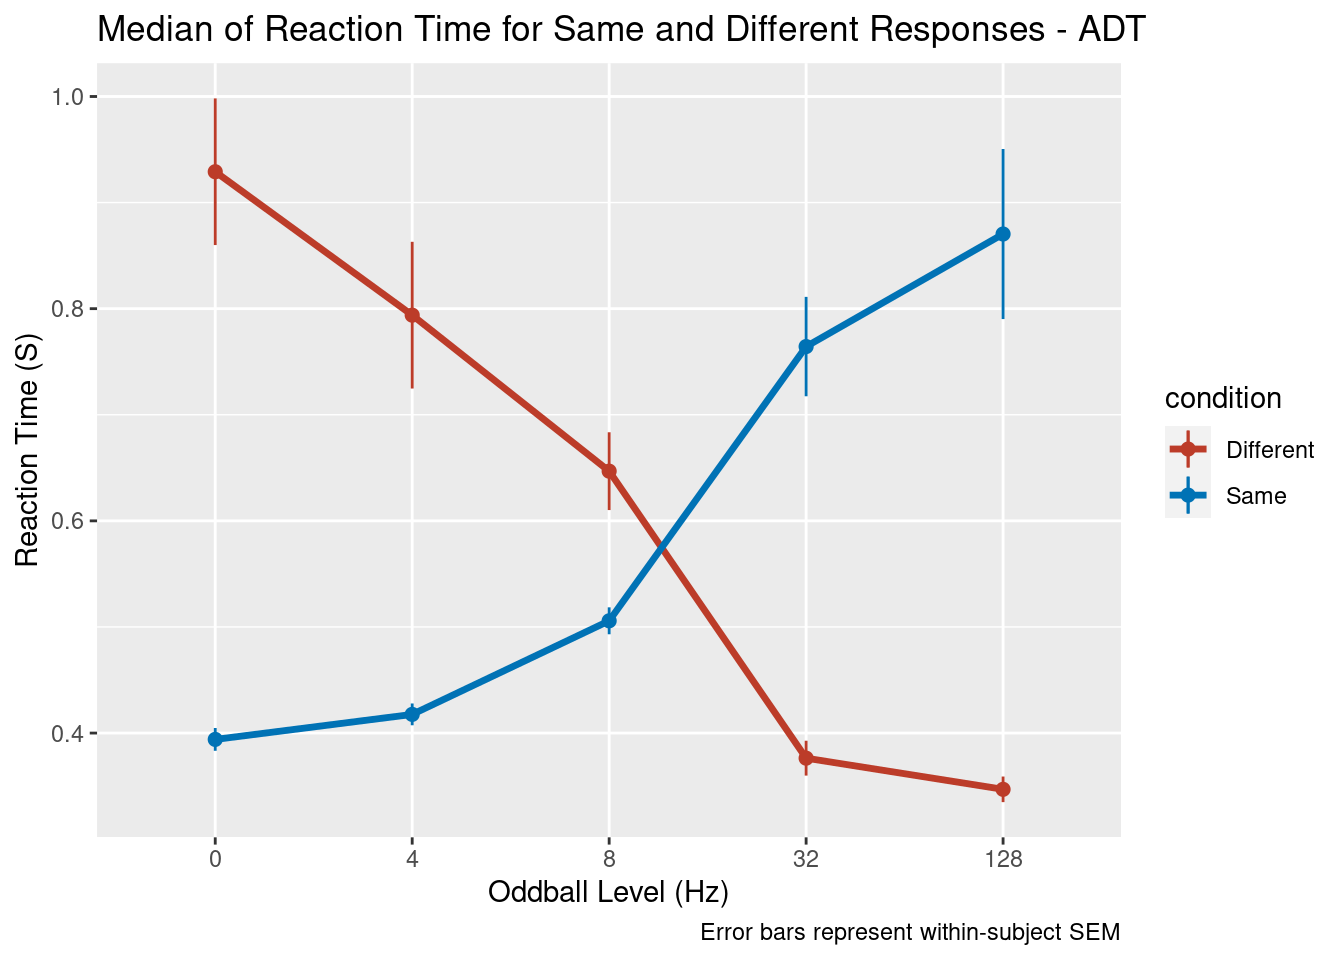 Median of Reaction Time for Same and Different Responses - ADT
1.0
0.8
0.6
0.4
Reaction Time (S)
0 4 8 32 128
Oddball Level (Hz)
condition
Different
Same
Error bars represent within-subject SEM